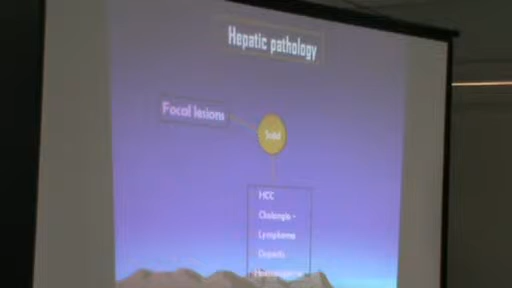 Hepatic pathology
Focal lesions
Solid
HCC
Cholangio -
Lymphoma
Deposits